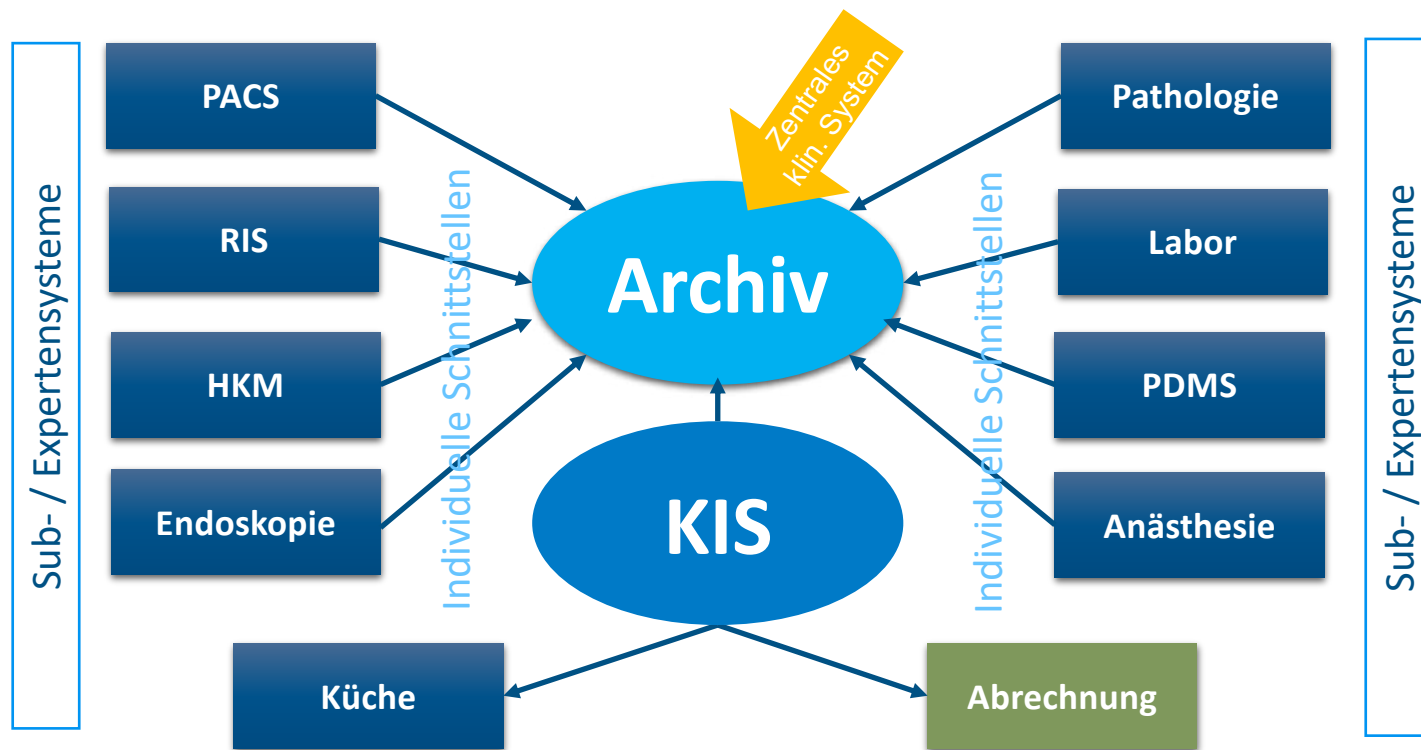 Sub- / Expertensysteme
PACS
RIS
HKM
Endoskopie
Individuelle Schnittstellen
Zentrales
klin. System
Archiv
KIS
Küche
Abrechnung
Individuelle Schnittstellen
Pathologie
Labor
PDMS
Anästhesie
Sub- / Expertensysteme